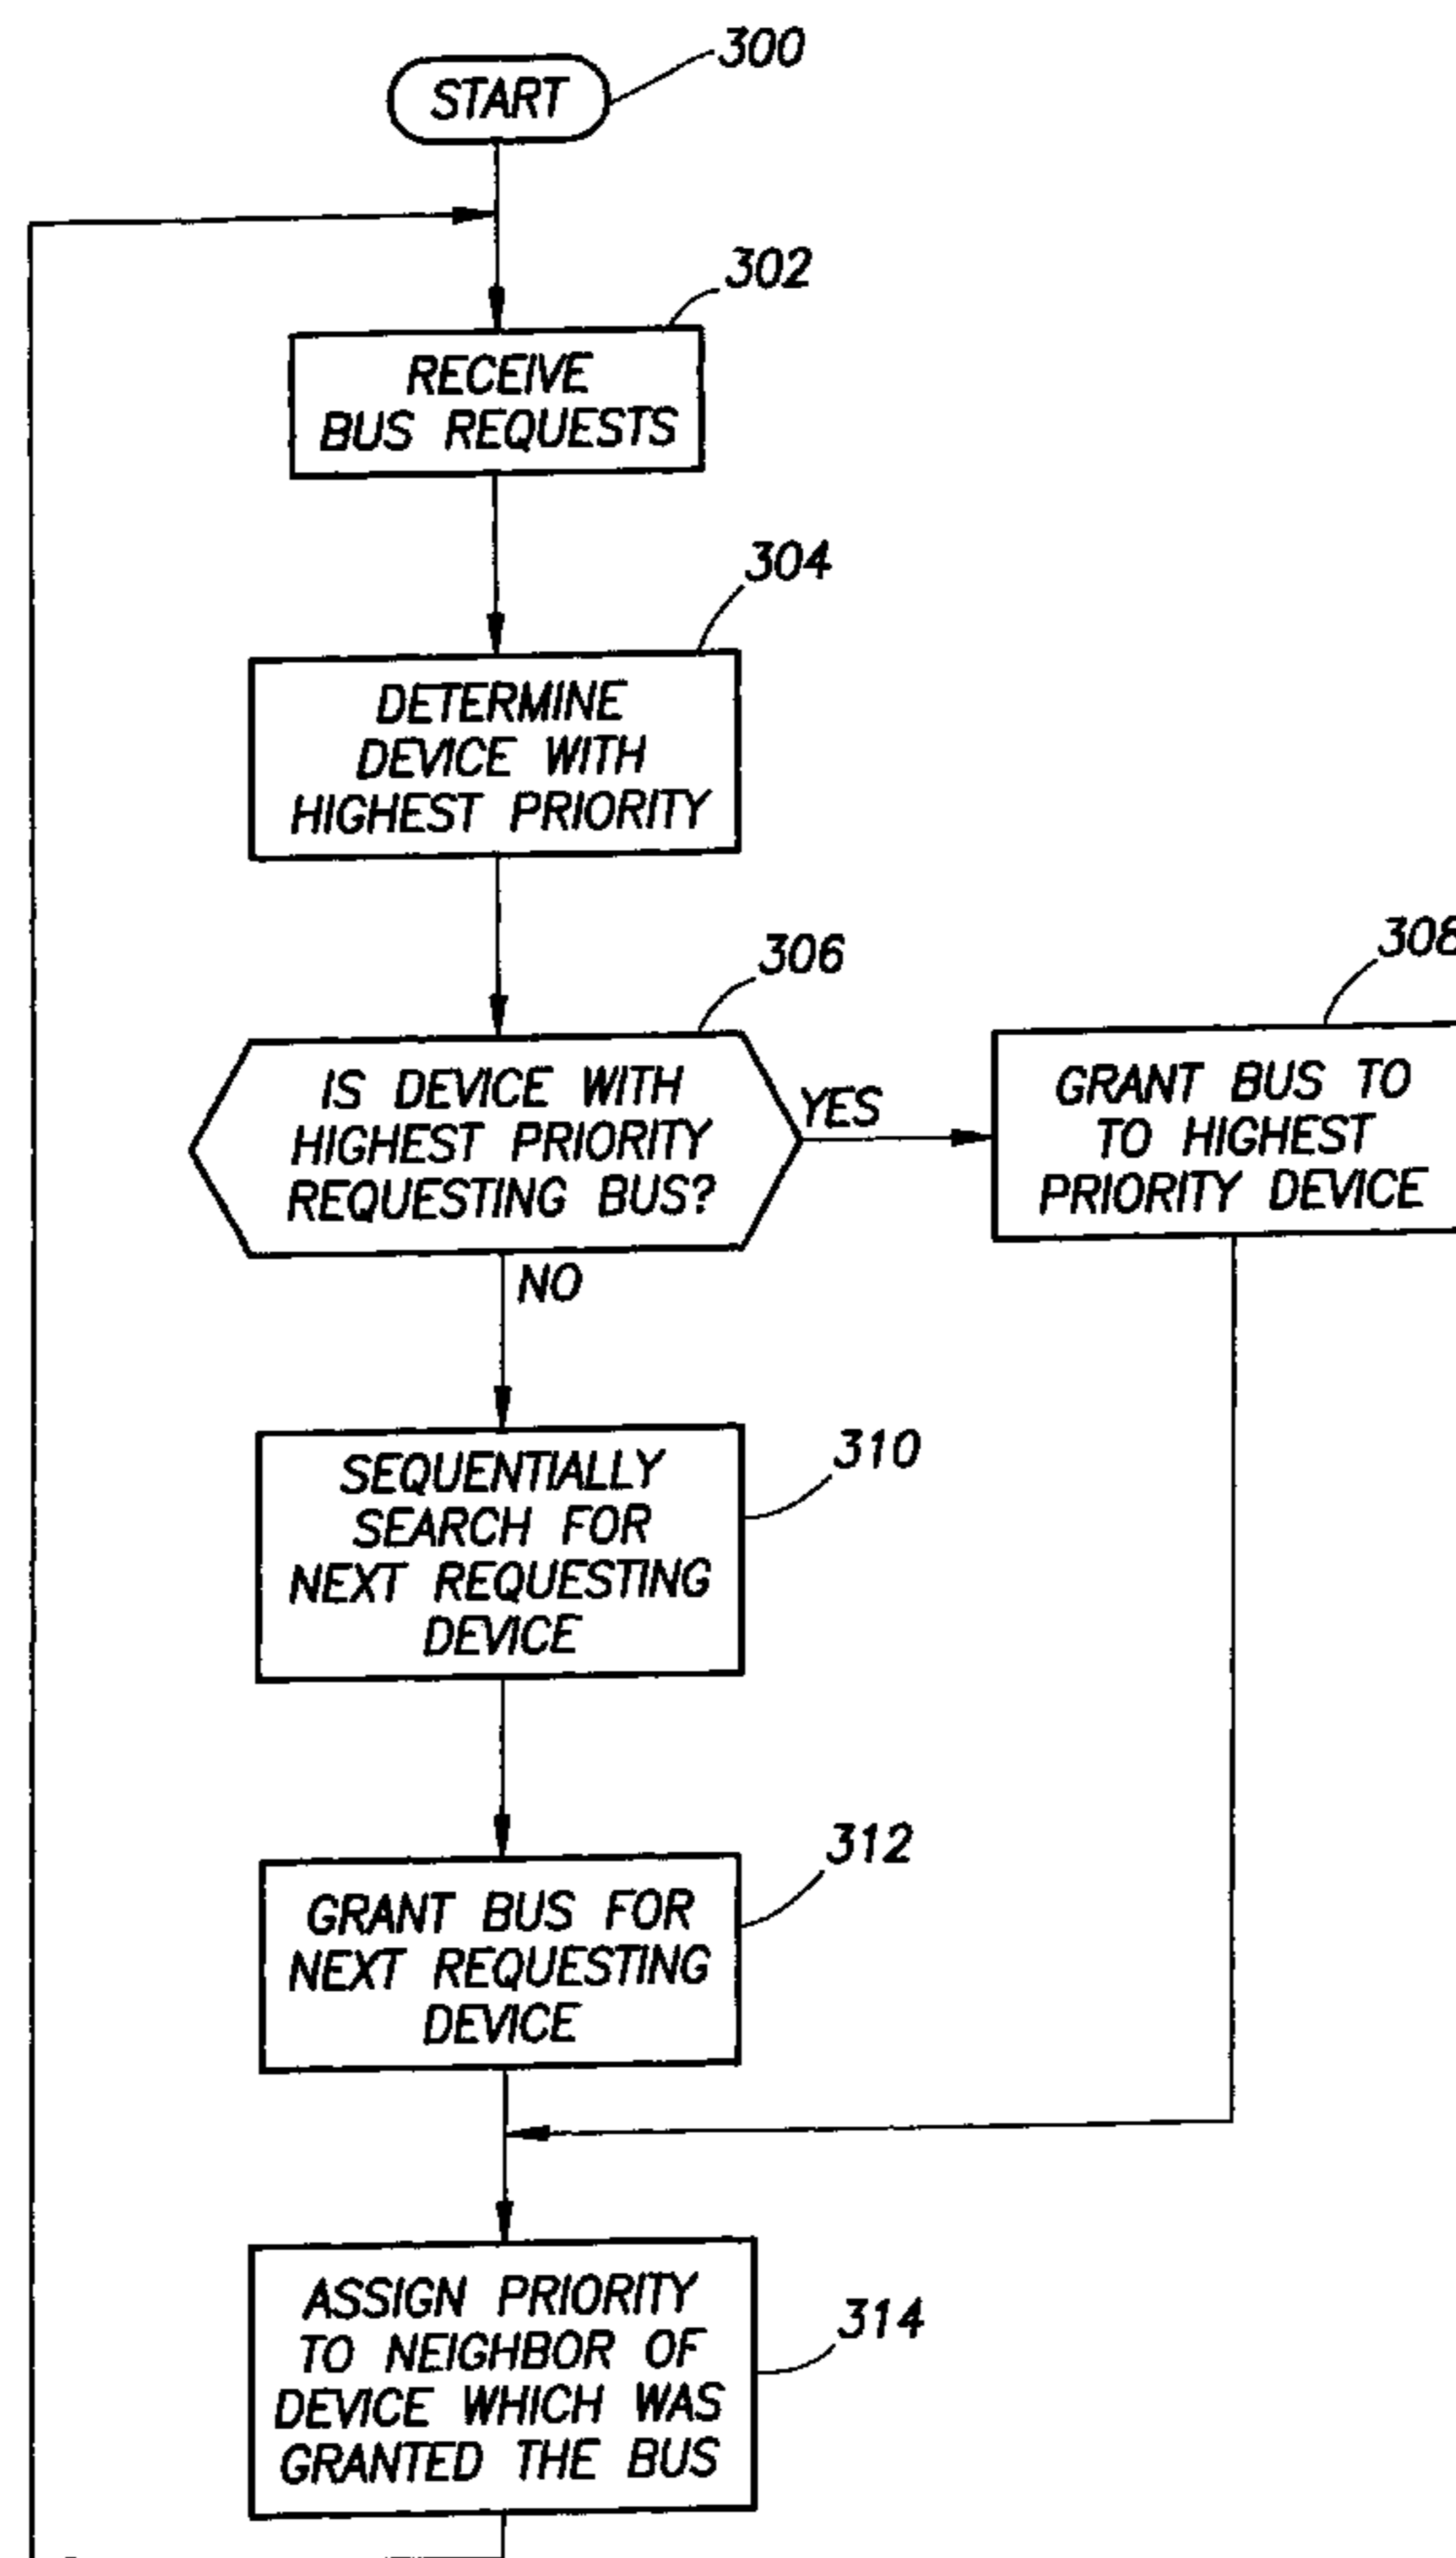 300
START
302
RECEIVE
BUS REQUESTS
304
DETERMINE
DEVICE WITH
HIGHEST PRIORITY
306
IS DEVICE WITH
HIGHEST PRIORITY
REQUESTING BUS?
YES
NO
308
GRANT BUS TO
TO HIGHEST
PRIORITY DEVICE
310
SEQUENTIALLY
SEARCH FOR
NEXT REQUESTING
DEVICE
312
GRANT BUS FOR
NEXT REQUESTING
DEVICE
314
ASSIGN PRIORITY
TO NEIGHBOR OF
DEVICE WHICH WAS
GRANTED THE BUS